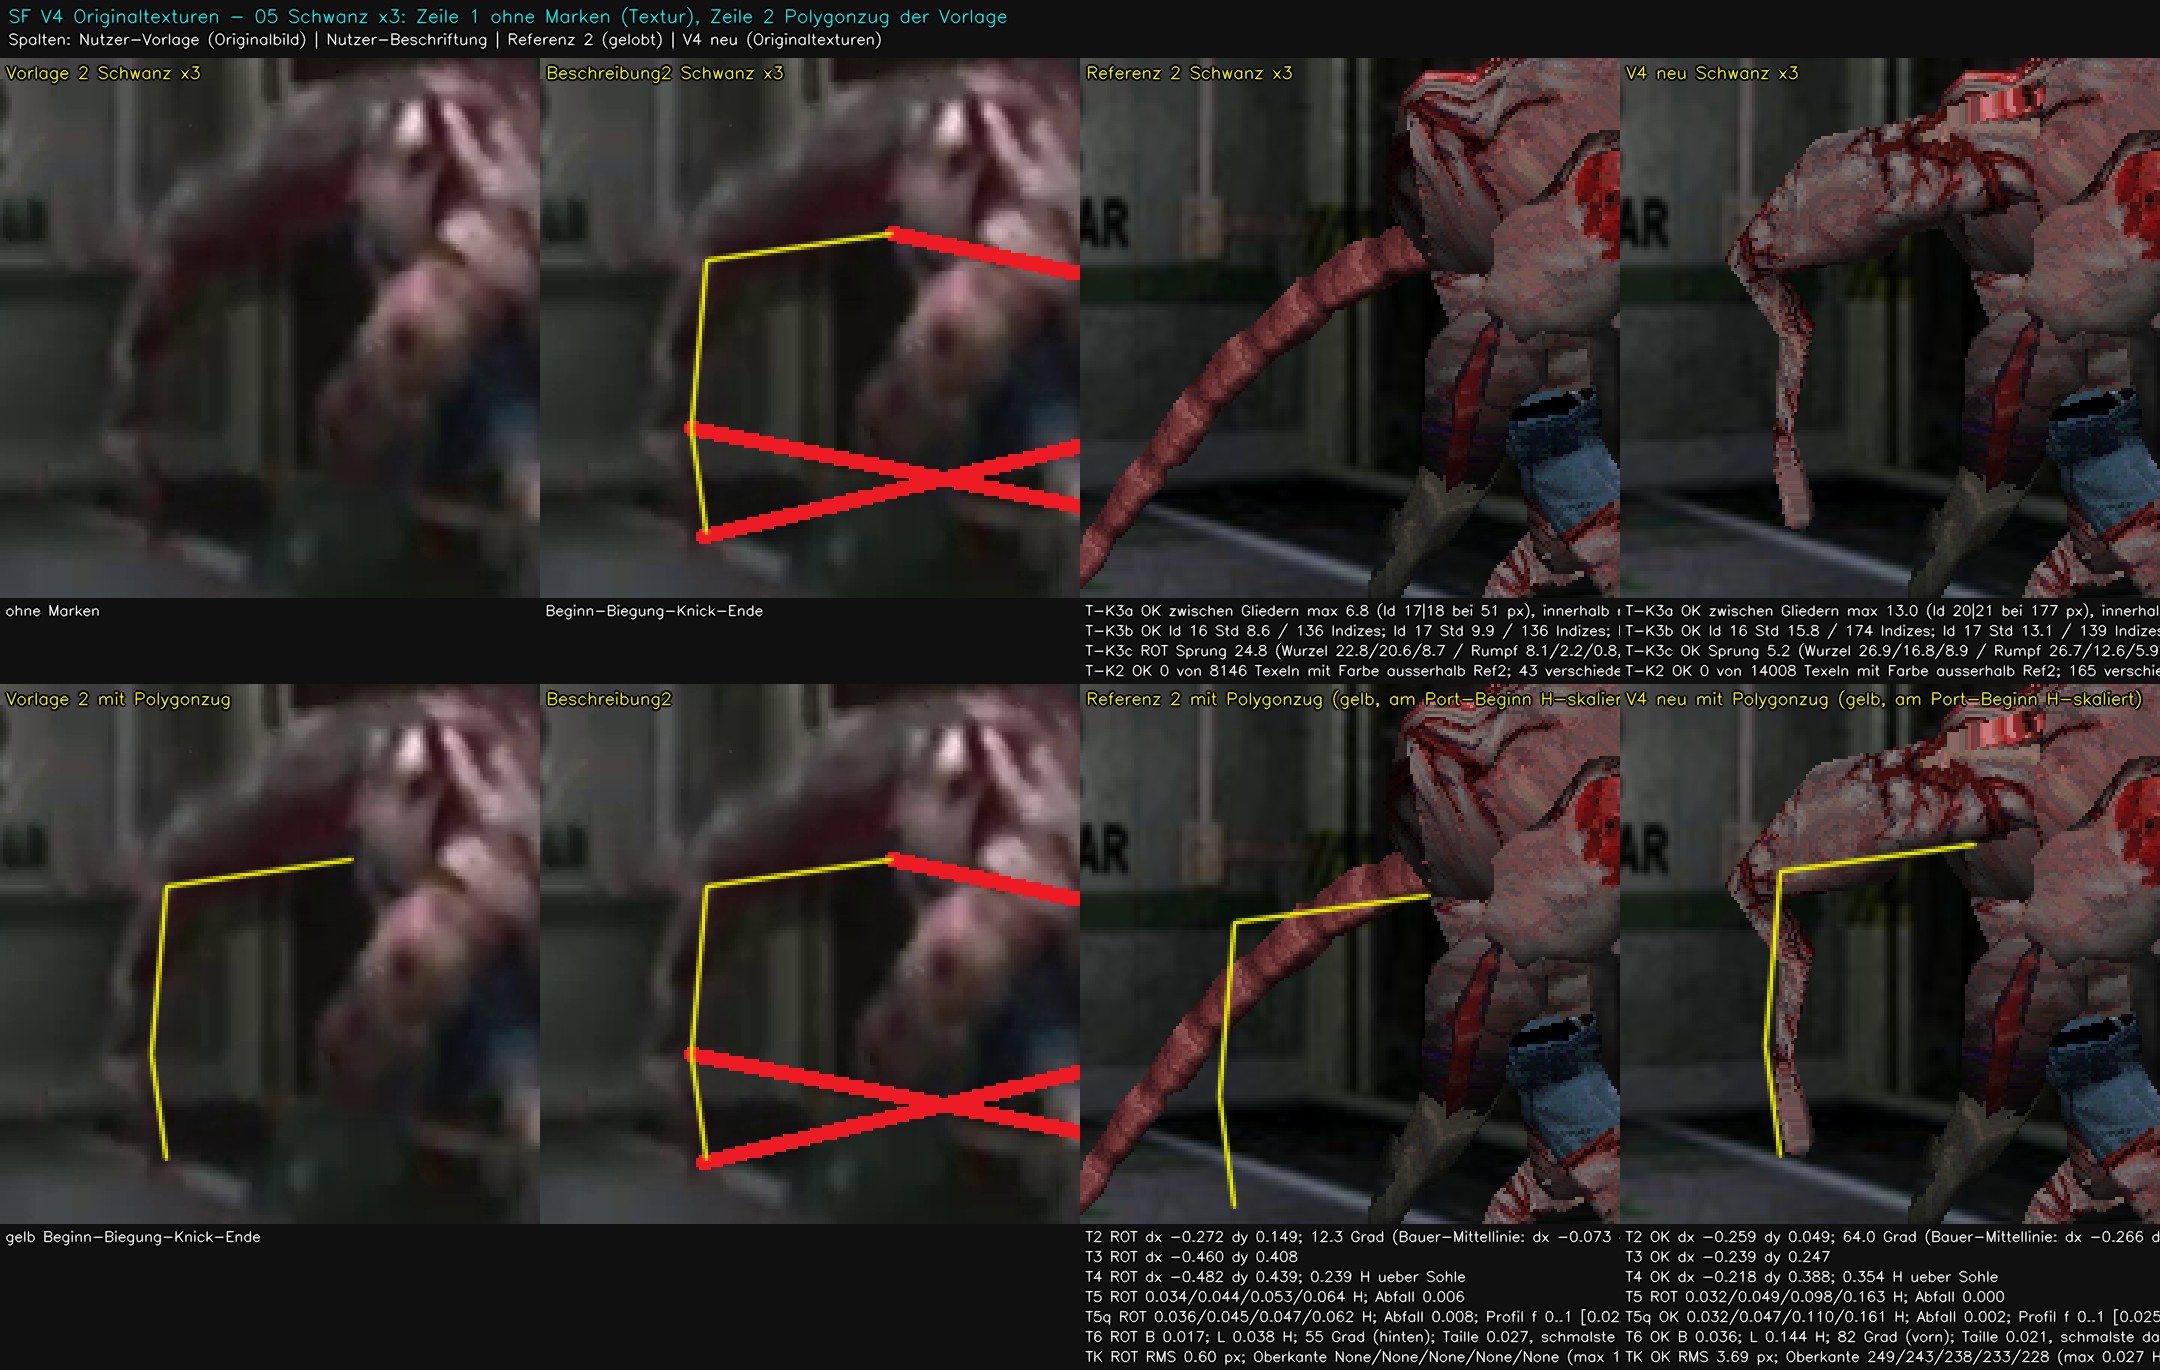 SF V4 Originaltexturen - 05 Schwanz x3: Zeile 1 ohne Marken (Textur), Zeile 2 Polygonzug der Vorlage
Spalten: Nutzer-Vorlage (Originalbild) | Nutzer-Beschriftung | Referenz 2 (gelobt) | V4 neu (Originaltexturen)
Vorlage 2 Schwanz x3
Beschreibung2 Schwanz x3
Referenz 2 Schwanz x3
V4 neu Schwanz x3
AR
AR
ohne Marken
Beginn-Biegung-Knick-Ende
T-K3a OK zwischen Gliedern max 6.8 (Id 17|18 bei 51 px), innerhalb
T-K3b OK Id 16 Std 8.6 / 136 Indizes; Id 17 Std 9.9 / 136 Indizes;
T-K3c ROT Sprung 24.8 (Wurzel 22.8/20.6/8.7 / Rumpf 8.1/2.2/0.8,
T-K2 OK 0 von 8146 Texeln mit Farbe ausserhalb Ref2; 43 verschiede
T-K3a OK zwischen Gliedern max 13.0 (Id 20|21 bei 177 px), innerhal
T-K3b OK Id 16 Std 15.8 / 174 Indizes; Id 17 Std 13.1 / 139 Indizes
T-K3c OK Sprung 5.2 (Wurzel 26.9/16.8/8.9 / Rumpf 26.7/12.6/5.9
T-K2 OK 0 von 14008 Texeln mit Farbe ausserhalb Ref2; 165 verschie
Vorlage 2 mit Polygonzug
Beschreibung2
Referenz 2 mit Polygonzug (gelb, am Port-Beginn H-skalier
V4 neu mit Polygonzug (gelb, am Port-Beginn H-skaliert)
AR
AR
gelb Beginn-Biegung-Knick-Ende
T2 ROT dx -0.272 dy 0.149; 12.3 Grad (Bauer-Mittellinie: dx -0.073
T3 ROT dx -0.460 dy 0.408
T4 ROT dx -0.482 dy 0.439; 0.239 H ueber Sohle
T5 ROT 0.034/0.044/0.053/0.064 H; Abfall 0.006
T5q ROT 0.036/0.045/0.047/0.062 H; Abfall 0.008; Profil f 0..1 [0.02
T6 ROT B 0.017; L 0.038 H; 55 Grad (hinten); Taille 0.027, schmalste
TK ROT RMS 0.60 px; Oberkante None/None/None/None/None (max 1
T2 OK dx -0.259 dy 0.049; 64.0 Grad (Bauer-Mittellinie: dx -0.266 d
T3 OK dx -0.239 dy 0.247
T4 OK dx -0.218 dy 0.388; 0.354 H ueber Sohle
T5 ROT 0.032/0.049/0.098/0.163 H; Abfall 0.000
T5q OK 0.032/0.047/0.110/0.161 H; Abfall 0.002; Profil f 0..1 [0.025
T6 OK B 0.036; L 0.144 H; 82 Grad (vorn); Taille 0.021, schmalste da
TK OK RMS 3.69 px; Oberkante 249/243/238/233/228 (max 0.027 H